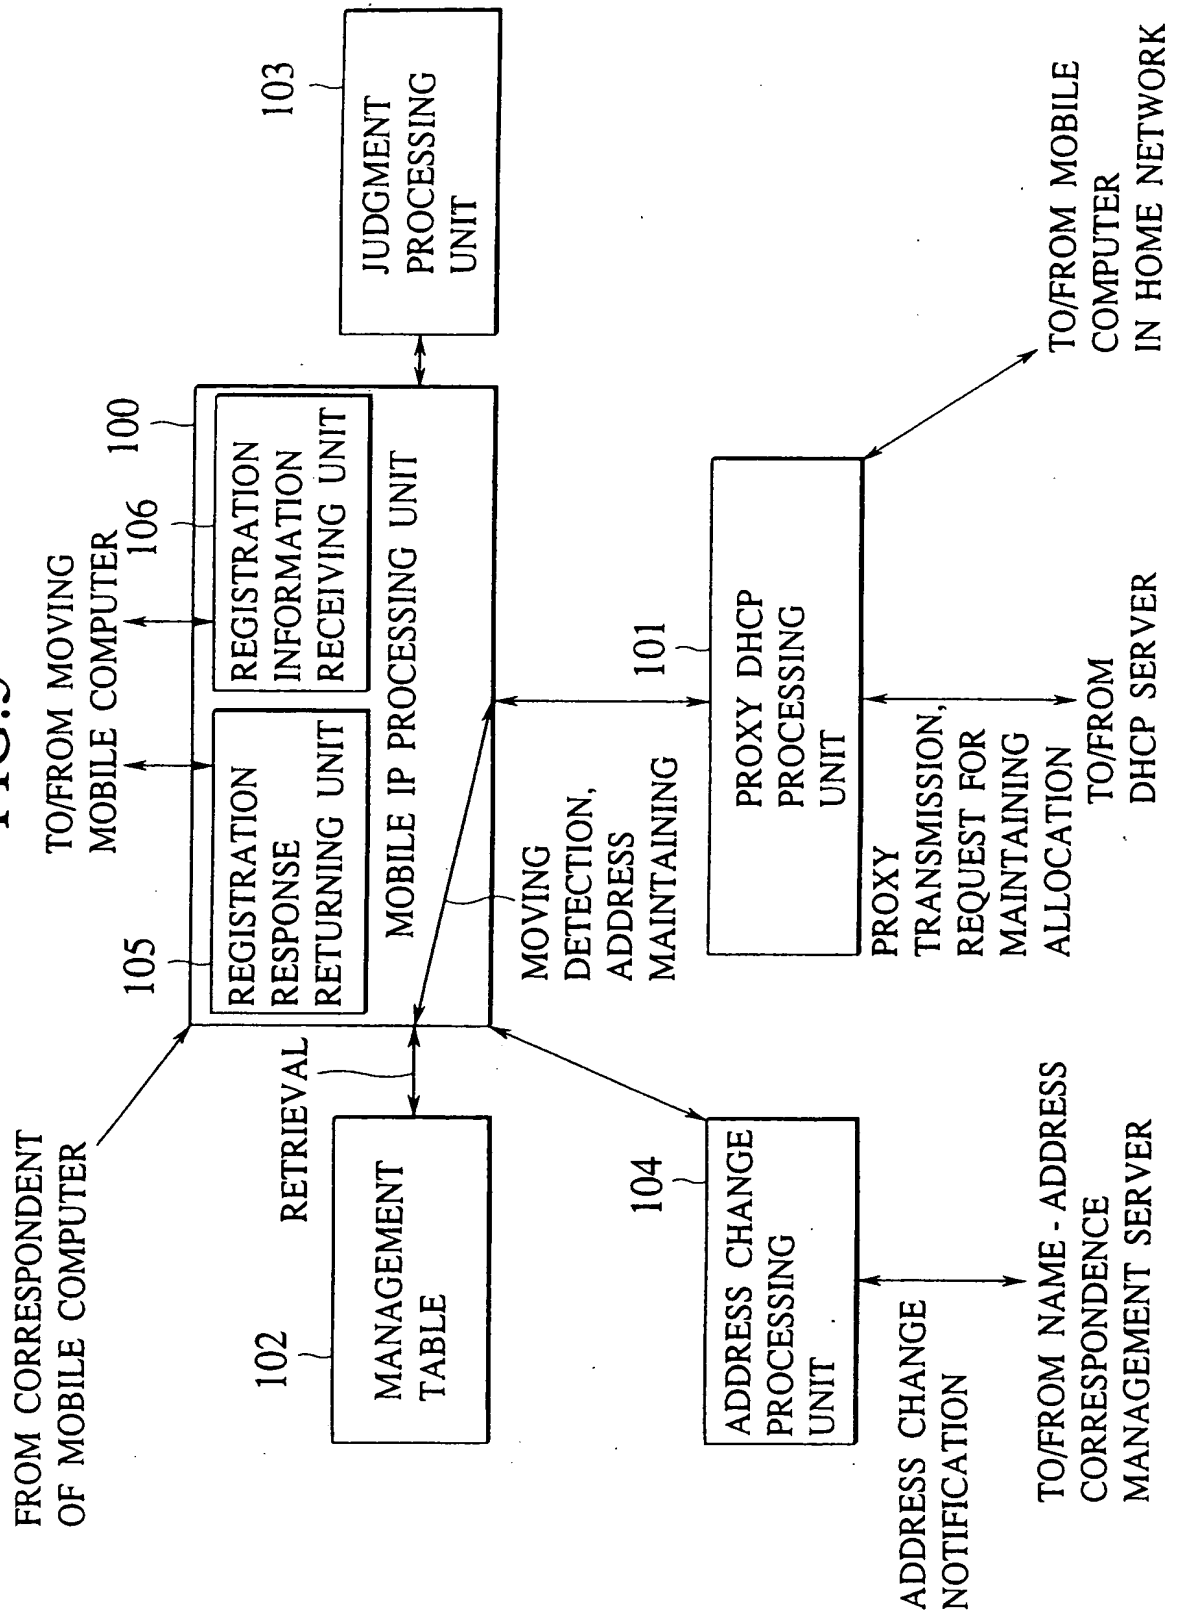 FROM CORRESPONDENT
OF MOBILE COMPUTER
TO/FROM MOVING
MOBILE COMPUTER
105
106
100
REGISTRATION
RESPONSE
RETURNING UNIT
REGISTRATION
INFORMATION
RECEIVING UNIT
MOBILE IP PROCESSING UNIT
103
JUDGMENT
PROCESSING
UNIT
102
MANAGEMENT
TABLE
RETRIEVAL
MOVING
DETECTION,
ADDRESS
MAINTAINING
104
ADDRESS CHANGE
PROCESSING
UNIT
101
PROXY DHCP
PROCESSING
UNIT
ADDRESS CHANGE
NOTIFICATION
PROXY
TRANSMISSION,
REQUEST FOR
MAINTAINING
ALLOCATION
TO/FROM NAME - ADDRESS
CORRESPONDENCE
MANAGEMENT SERVER
TO/FROM
DHCP SERVER
TO/FROM MOBILE
COMPUTER
IN HOME NETWORK